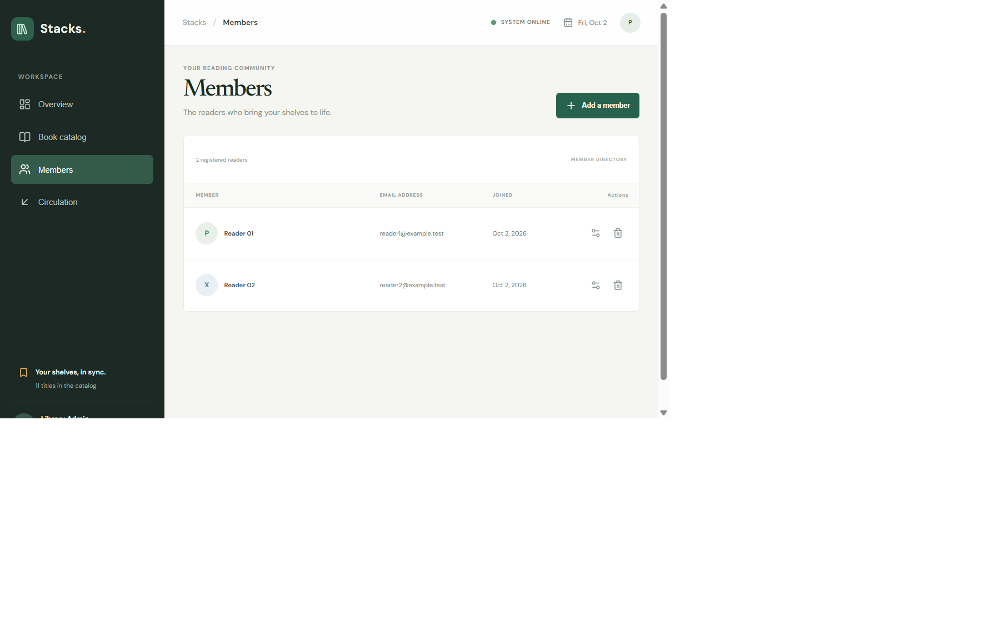 Stacks.
WORKSPACE
Overview
Book catalog
Members
Circulation
Your shelves, in sync.
11 titles in the catalog
Library Admin
Stacks / Members
SYSTEM ONLINE
Fri, Oct 2
P
YOUR READING COMMUNITY
Members
The readers who bring your shelves to life.
Add a member
2 registered readers
MEMBER DIRECTORY
MEMBER EMAIL ADDRESS JOINED Actions
P Reader 01 reader1@example.test Oct 2, 2026
X Reader 02 reader2@example.test Oct 2, 2026